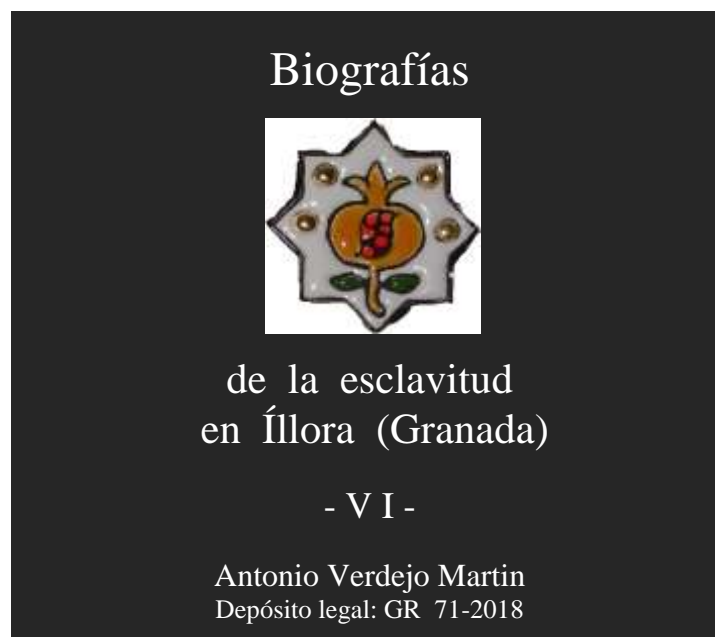 Biografías
de la esclavitud
en Íllora (Granada)
- V I -
Antonio Verdejo Martin
Depósito legal: GR 71-2018